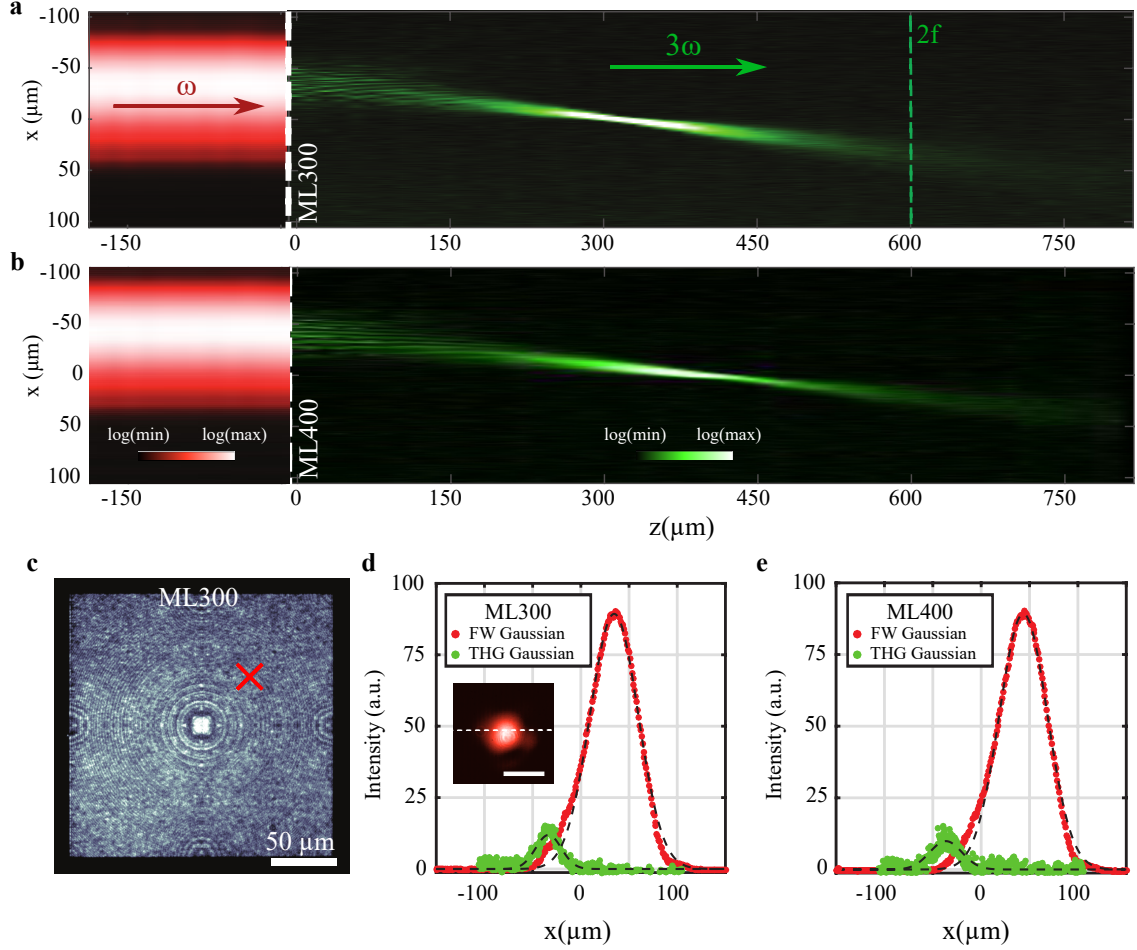 a
-100
-50
0
50
100
x (µm)
ω
ML300
3ω
2f
-150
0
150
300
450
600
750
b
-100
-50
0
50
100
x (µm)
log(min) log(max)
ML400
log(min) log(max)
-150
0
150
300
450
600
750
z(µm)
c
ML300
50 µm
d
100
75
50
25
0
Intensity (a.u.)
ML300
FW Gaussian
THG Gaussian
-100
0
100
x(µm)
e
100
75
50
25
0
Intensity (a.u.)
ML400
FW Gaussian
THG Gaussian
-100
0
100
x(µm)